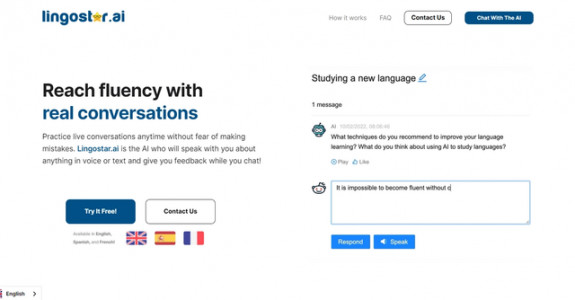 lingostar.ai
How it works
FAQ
Contact Us
Chat With The AI
Reach fluency with
real conversations
Practice live conversations anytime without fear of making
mistakes. Lingostar.ai is the AI who will speak with you about
anything in voice or text and give you feedback while you chat!
Try It Free!
Contact Us
Available in English,
Spanish, and French!
Studying a new language
1 message
AI
What techniques do you recommend to improve your language
learning? What do you think about using AI to study languages?
Play
Like
It is impossible to become fluent without c
Respond
Speak
English